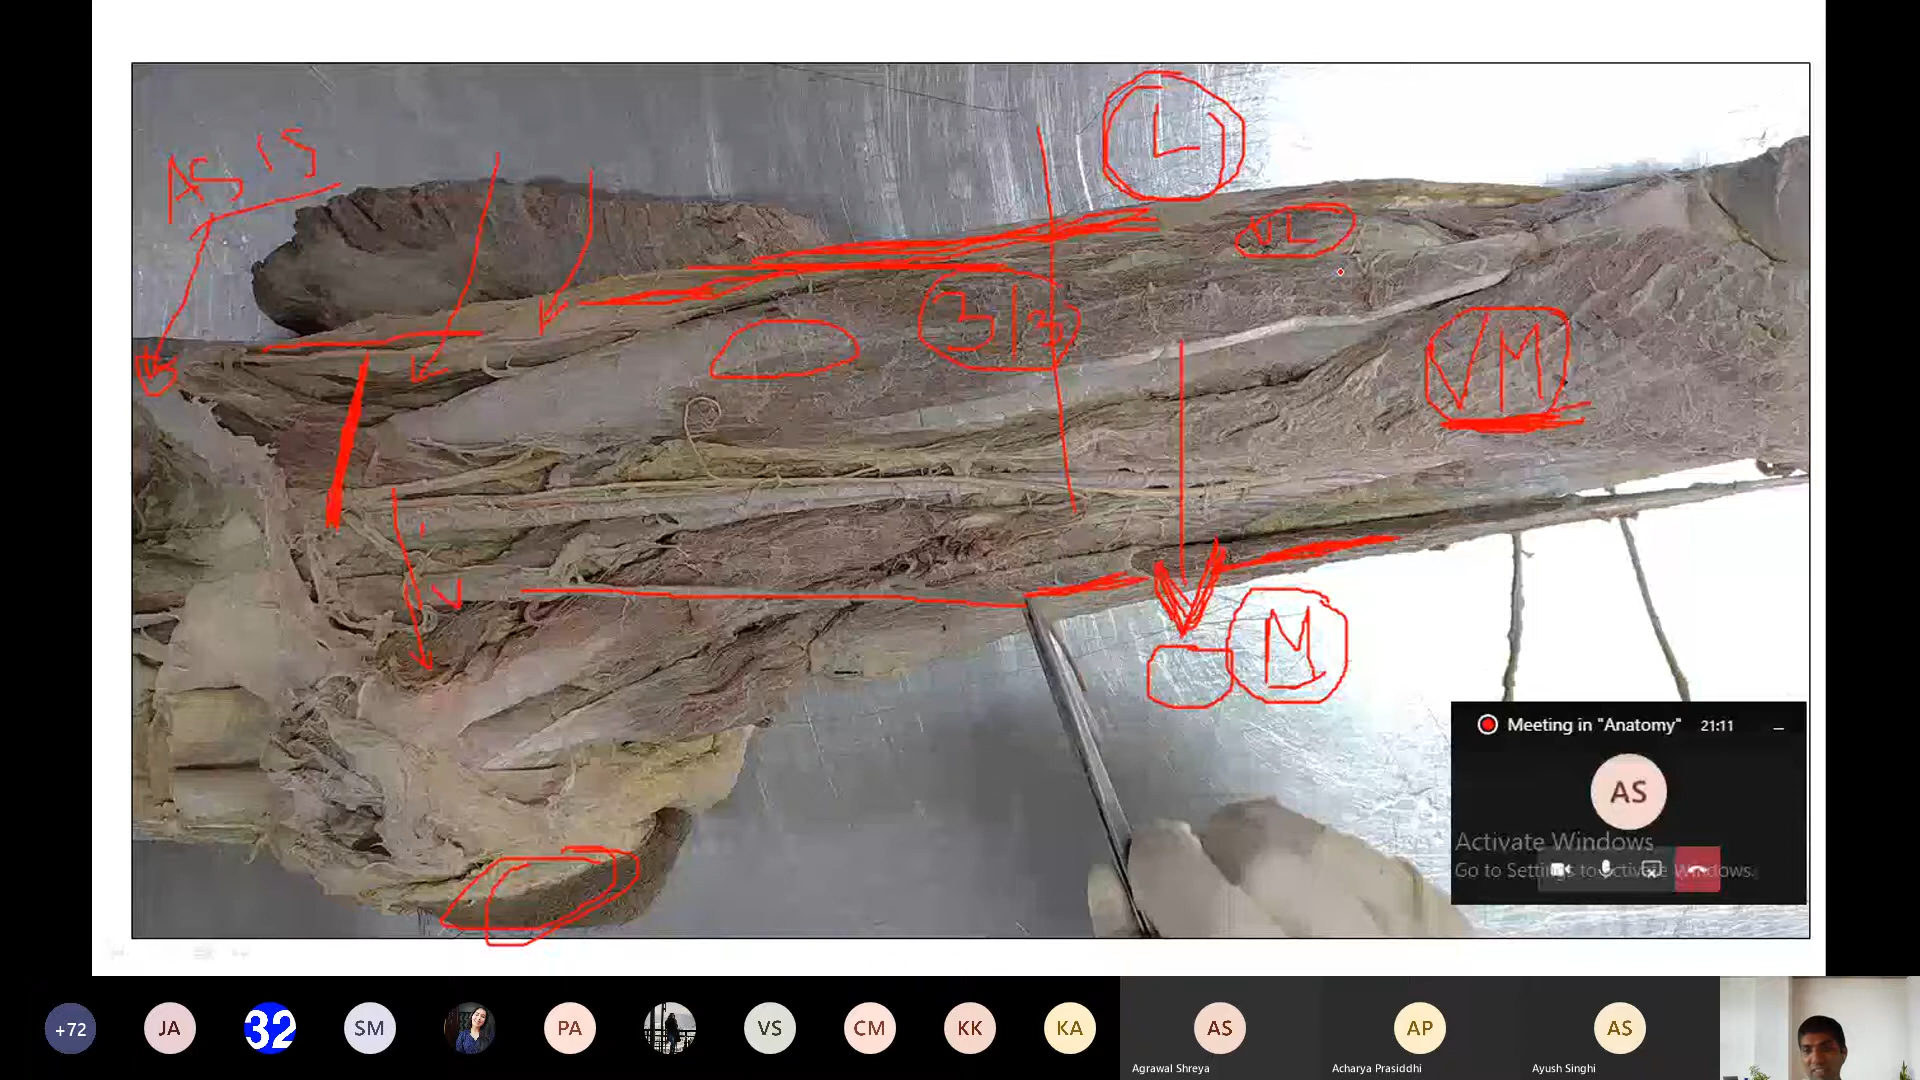 ASIS
L
VL
3/3
VM
V
M
Meeting in "Anatomy" 21:11
AS
Activate Windows
Go to Settings to activate Windows.
+72
JA
32
SM
PA
VS
CM
KK
KA
AS
AP
AS
Agrawal Shreya
Acharya Prasiddhi
Ayush Singhi